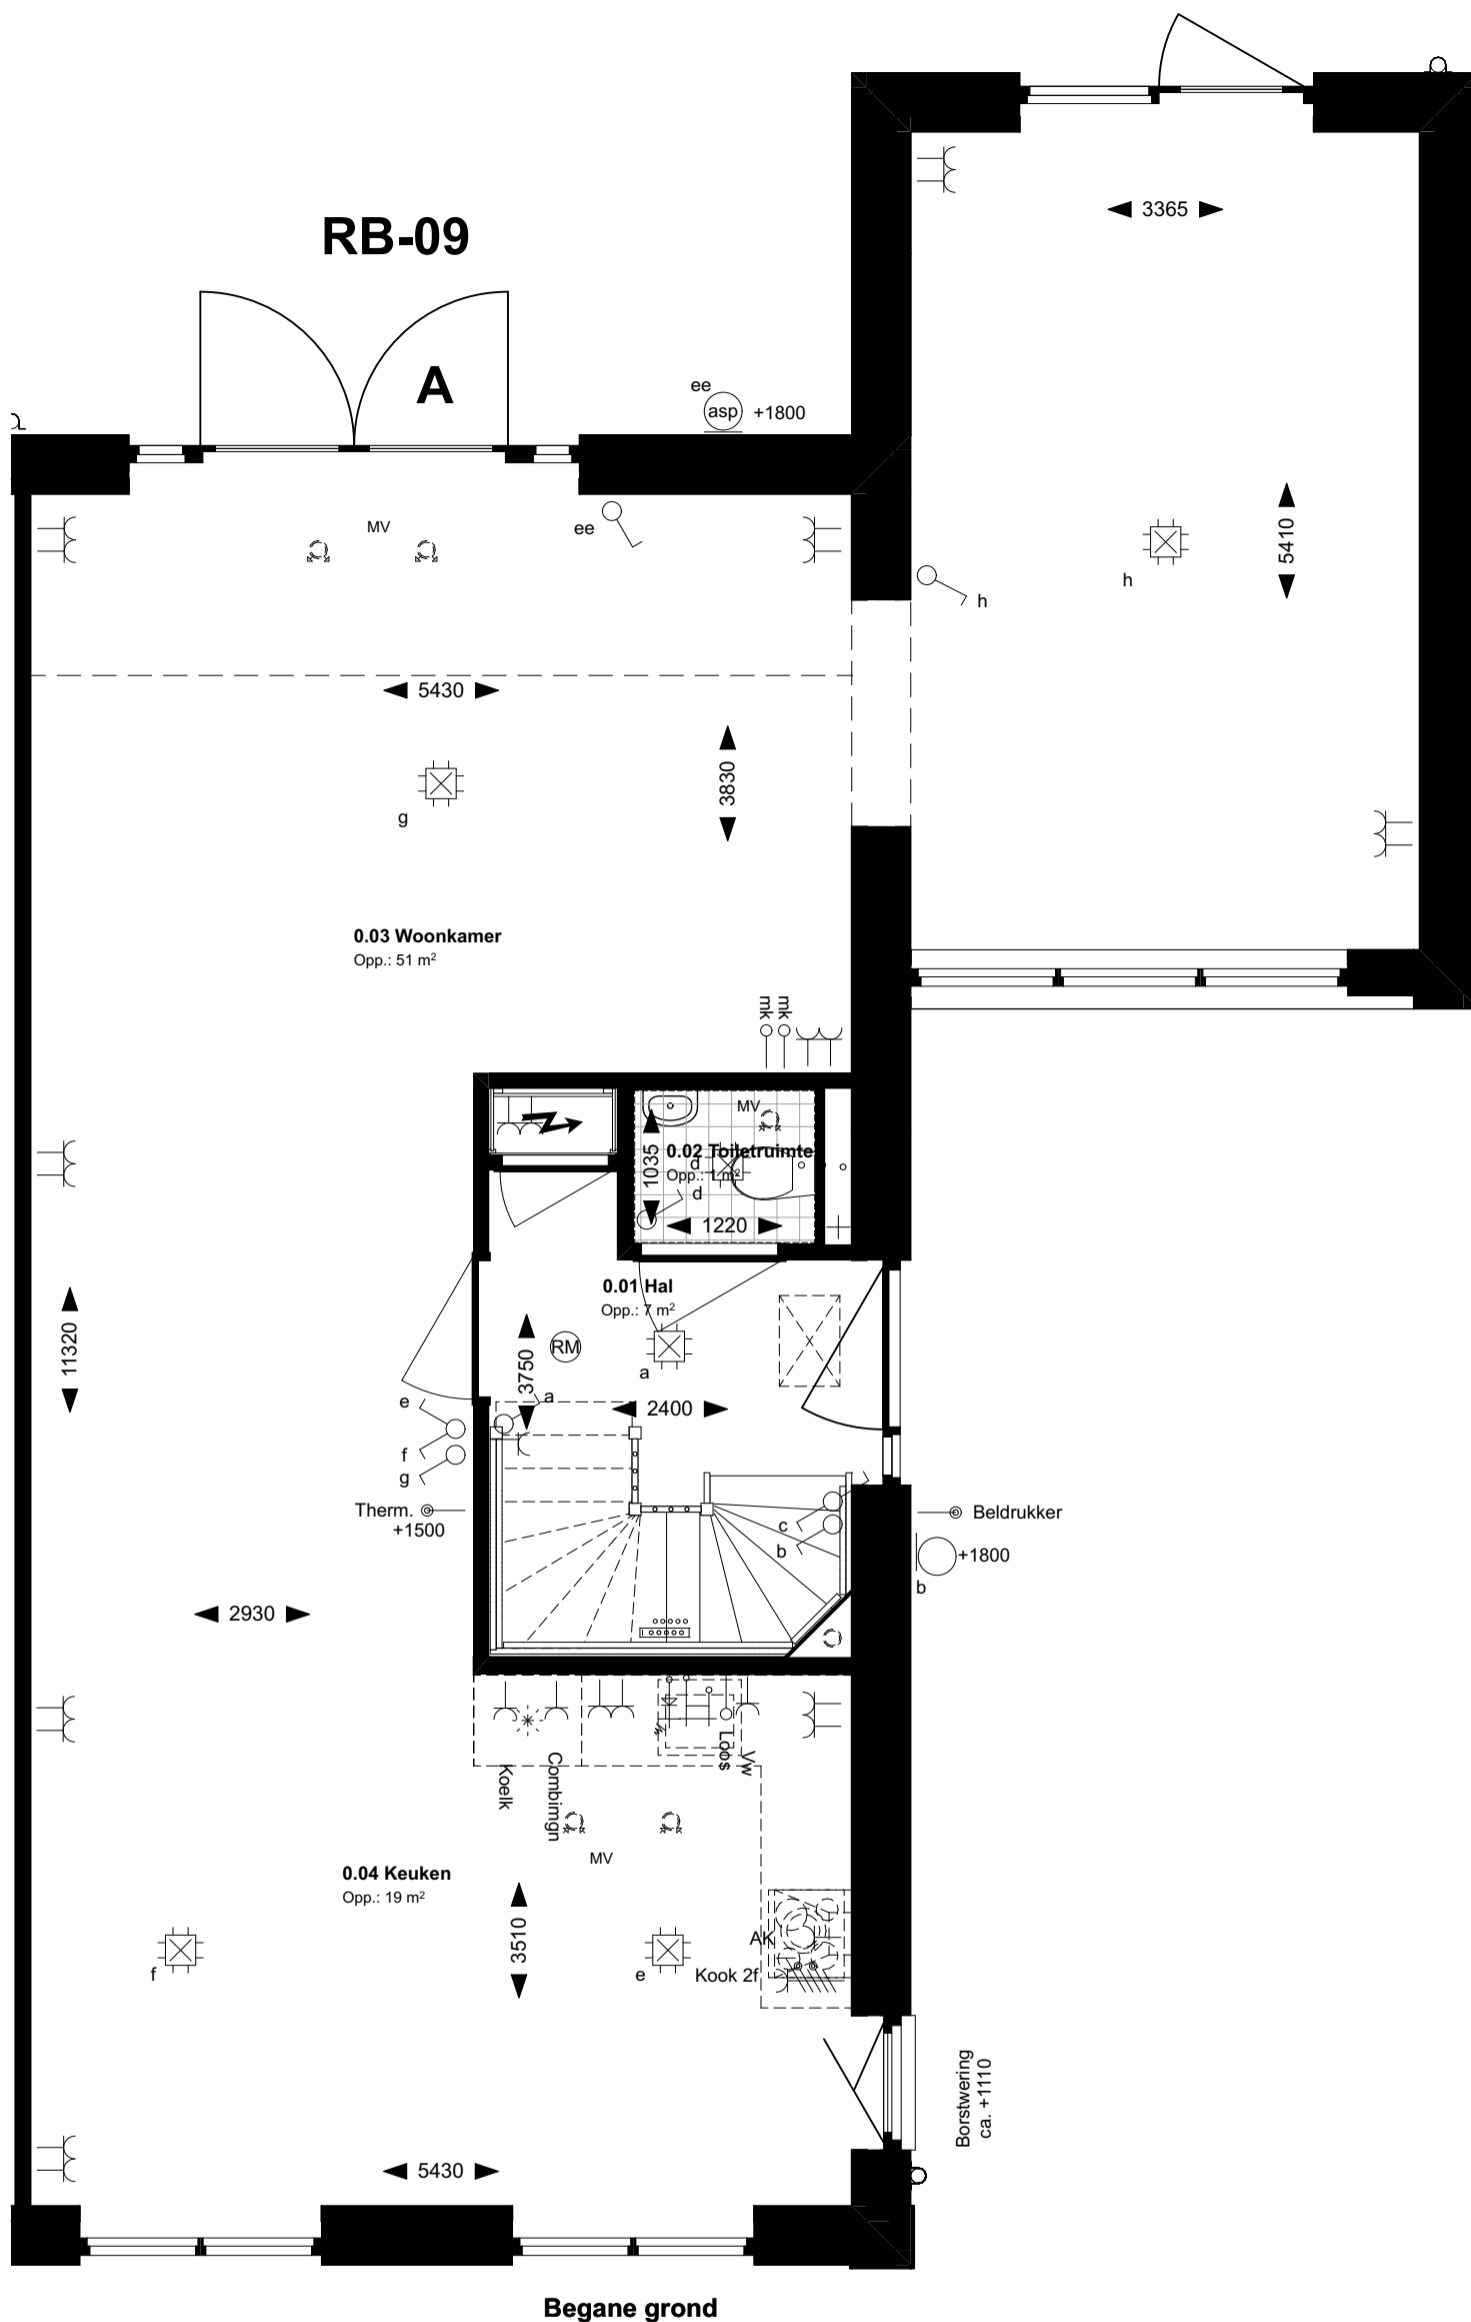 RB-09
3365
A
ee
asp +1800
MV
ee
5410
h
h
5430
3830
g
0.03 Woonkamer
Opp.: 51 m²
mk
mk
MV
1035
0.02 Toiletruimte
d
Opp.: 1 m²
d
1220
0.01 Hal
Opp.: 7 m²
11320
3750
RM
a
a
2400
e
f
g
Therm.
+1500
c
b
Beldrukker
+1800
b
2930
Koelk
Combimgn
Loos
Vw
MV
0.04 Keuken
Opp.: 19 m²
3510
AK
f
e
Kook 2f
Borstwering
ca. +1110
5430
Begane grond